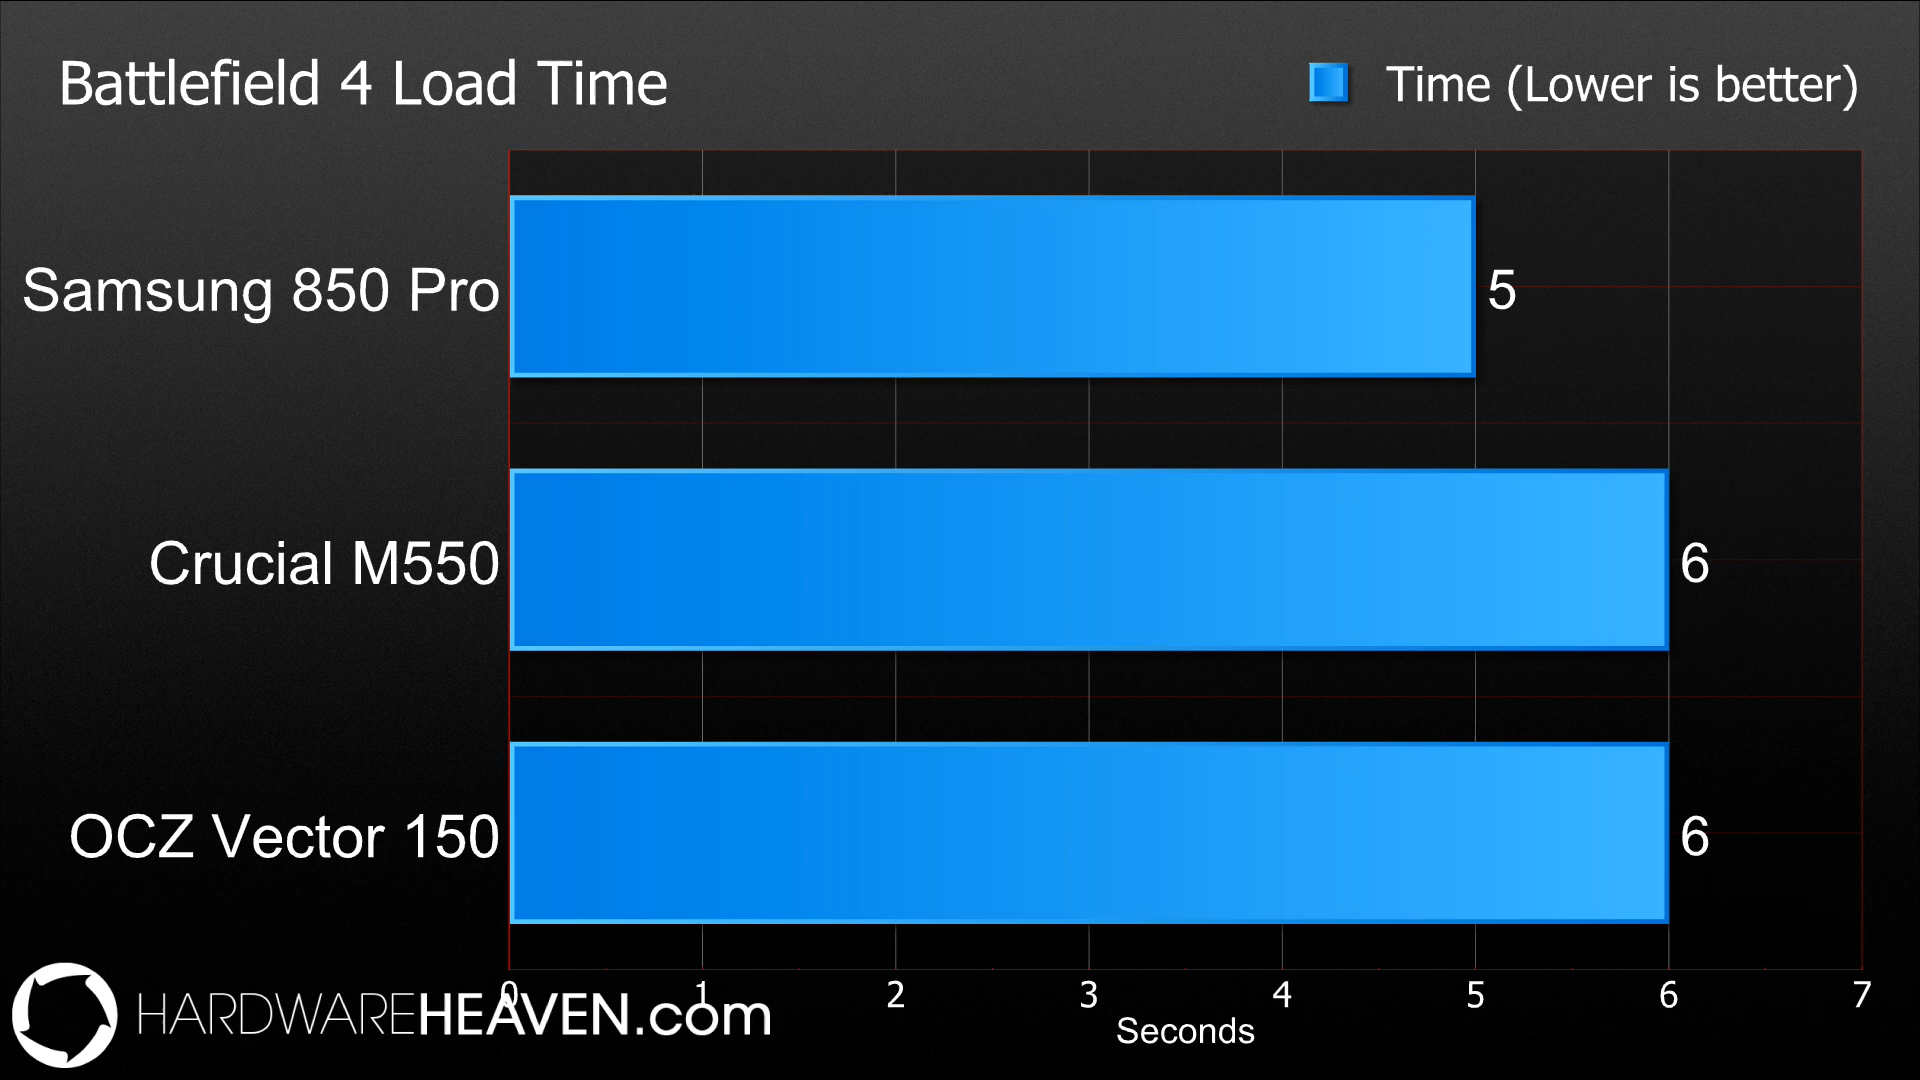 Battlefield 4 Load Time
Time (Lower is better)
Samsung 850 Pro
5
Crucial M550
6
OCZ Vector 150
6
0 1 2 3 4 5 6 7
Seconds
HARDWAREHEAVEN.com